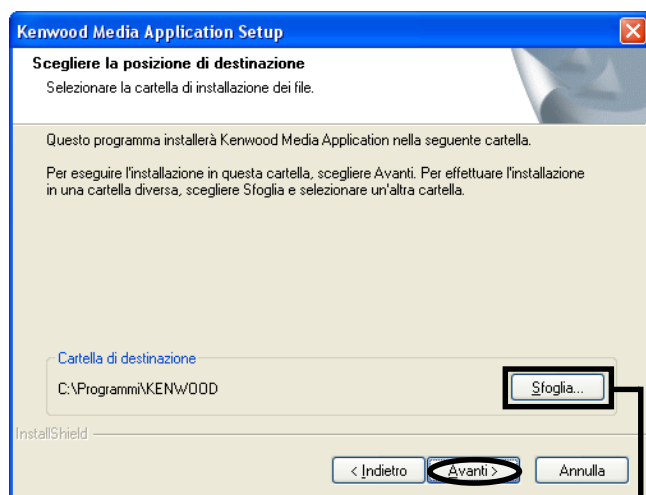 Kenwood Media Application Setup
Scegliere la posizione di destinazione
Selezionare la cartella di installazione dei file.
Questo programma installerà Kenwood Media Application nella seguente cartella.
Per eseguire l'installazione in questa cartella, scegliere Avanti. Per effettuare l'installazione
in una cartella diversa, scegliere Sfoglia e selezionare un'altra cartella.
Cartella di destinazione
C:\Programmi\KENWOOD
Sfoglia...
InstallShield
< Indietro
Avanti >
Annulla